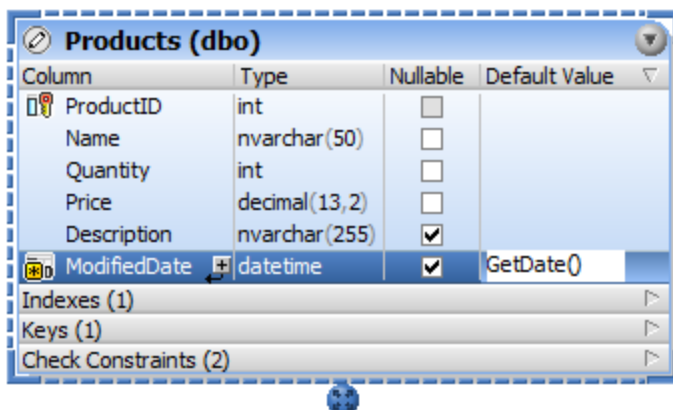 Products (dbo)
Column Type Nullable Default Value
ProductID int
Name nvarchar(50)
Quantity int
Price decimal(13,2)
Description nvarchar(255)
ModifiedDate datetime GetDate()
Indexes (1)
Keys (1)
Check Constraints (2)